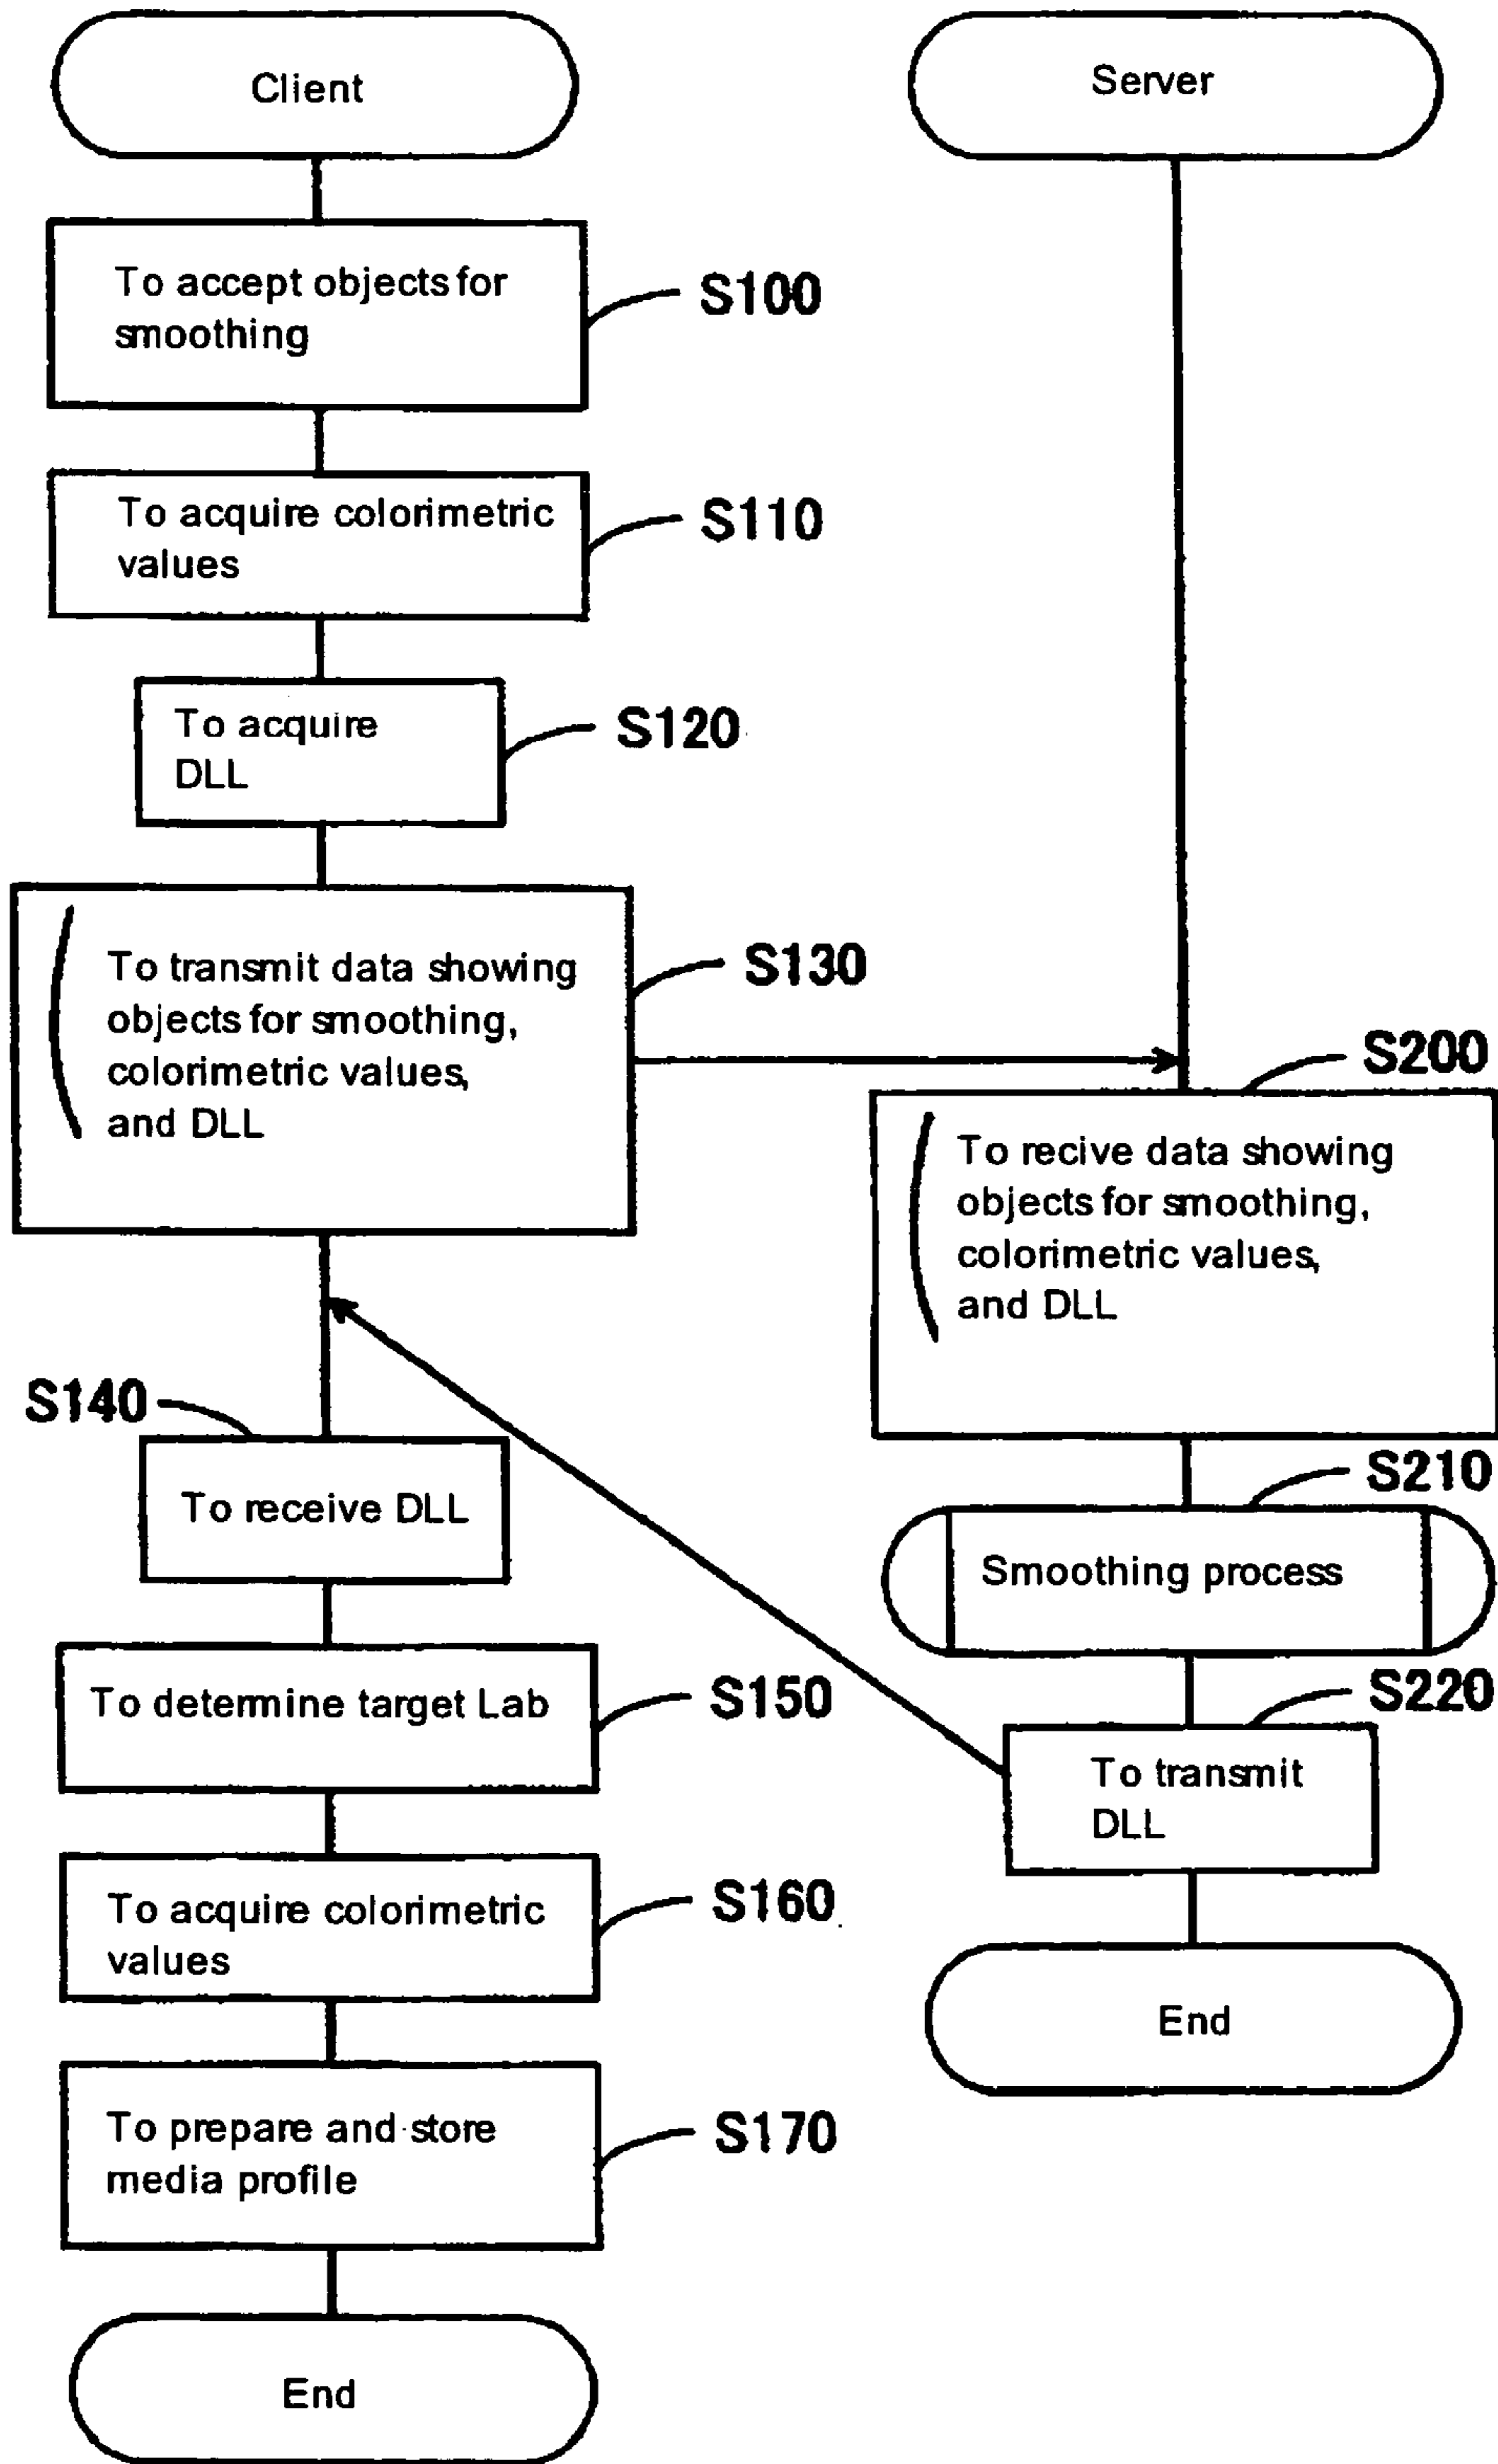 Client
To accept objects for
smoothing
S100
To acquire colorimetric
values
S110
To acquire
DLL
S120
To transmit data showing
objects for smoothing,
colorimetric values,
and DLL
S130
S140
To receive DLL
To determine target Lab
S150
To acquire colorimetric
values
S160
To prepare and store
media profile
S170
End
Server
S200
To recive data showing
objects for smoothing,
colorimetric values,
and DLL
S210
Smoothing process
S220
To transmit
DLL
End